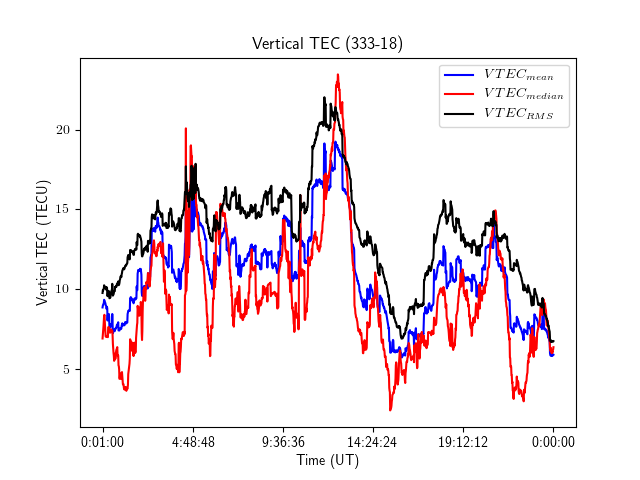 Vertical TEC (333-18)
VTEC_mean
VTEC_median
VTEC_RMS
20
15
10
5
Vertical TEC (TECU)
0:01:00 4:48:48 9:36:36 14:24:24 19:12:12 0:00:00
Time (UT)